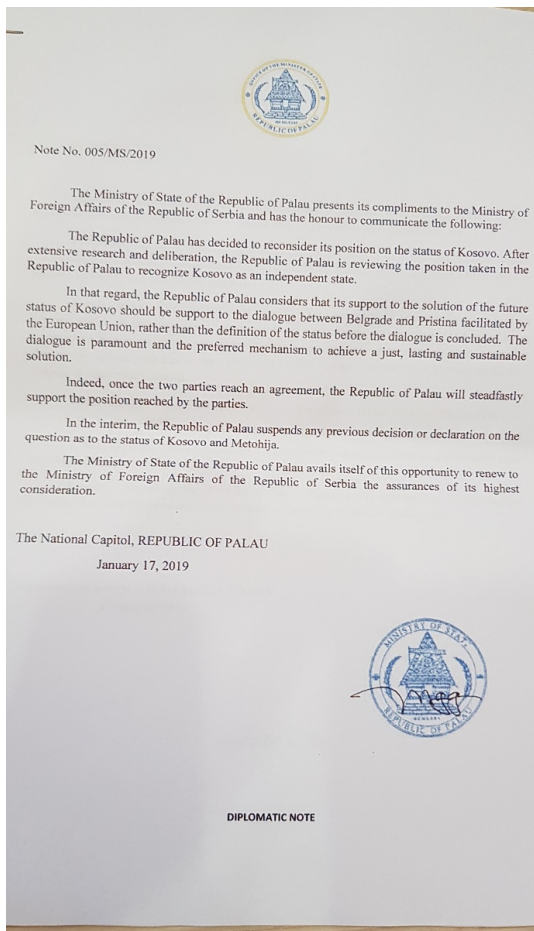 OFFICE OF THE MINISTER OF STATE
REPUBLIC OF PALAU
Note No. 005/MS/2019
The Ministry of State of the Republic of Palau presents its compliments to the Ministry of
Foreign Affairs of the Republic of Serbia and has the honour to communicate the following:
The Republic of Palau has decided to reconsider its position on the status of Kosovo. After
extensive research and deliberation, the Republic of Palau is reviewing the position taken in the
Republic of Palau to recognize Kosovo as an independent state.
In that regard, the Republic of Palau considers that its support to the solution of the future
status of Kosovo should be support to the dialogue between Belgrade and Pristina facilitated by
the European Union, rather than the definition of the status before the dialogue is concluded. The
dialogue is paramount and the preferred mechanism to achieve a just, lasting and sustainable
solution.
Indeed, once the two parties reach an agreement, the Republic of Palau will steadfastly
support the position reached by the parties.
In the interim, the Republic of Palau suspends any previous decision or declaration on the
question as to the status of Kosovo and Metohija.
The Ministry of State of the Republic of Palau avails itself of this opportunity to renew to
the Ministry of Foreign Affairs of the Republic of Serbia the assurances of its highest
consideration.
The National Capitol, REPUBLIC OF PALAU
January 17, 2019
MINISTRY OF STATE
REPUBLIC OF PALAU
DIPLOMATIC NOTE